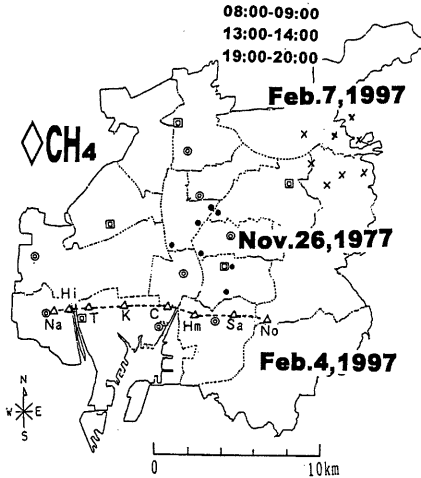 08:00-09:00
13:00-14:00
19:00-20:00
Feb.7,1997
CH4
Nov.26,1977
Hi
Na
T
K
C
Hm
Sa
No
Feb.4,1997
N
W E
S
0 10km